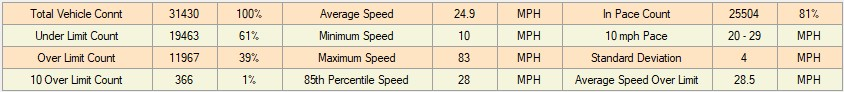 Total Vehicle Connt 31430 100% Average Speed 24.9 MPH In Pace Count 25504 81%
Under Limit Count 19463 61% Minimum Speed 10 MPH 10 mph Pace 20 - 29 MPH
Over Limit Count 11967 39% Maximum Speed 83 MPH Standard Deviation 4 MPH
10 Over Limit Count 366 1% 85th Percentile Speed 28 MPH Average Speed Over Limit 28.5 MPH